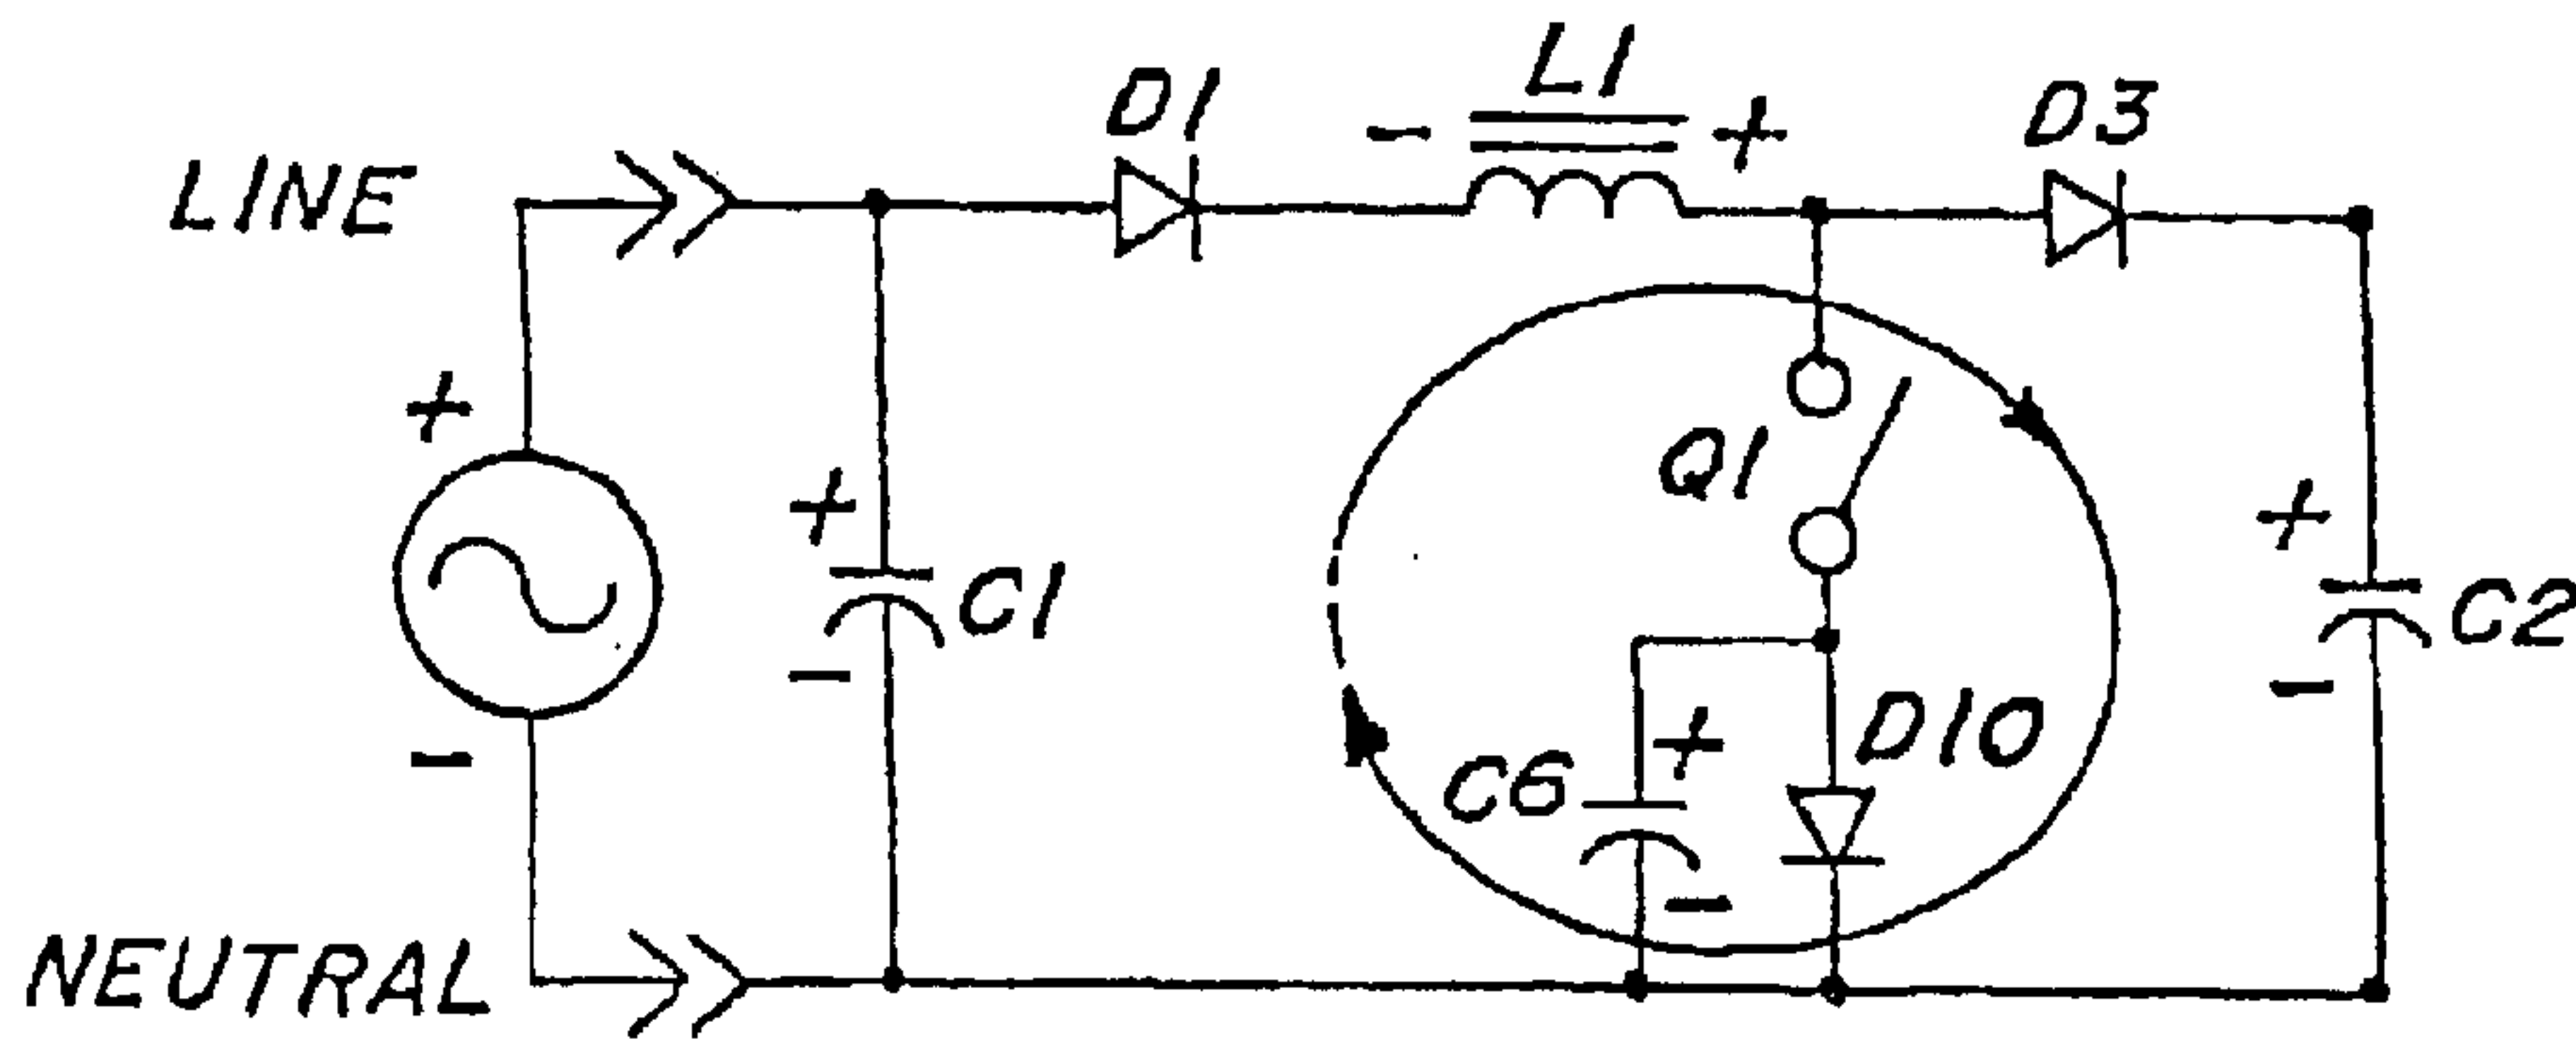 L1
D1
- +
D3
LINE
+
Q1
+
+
C1
C2
-
-
D10
+
C6
-
-
NEUTRAL